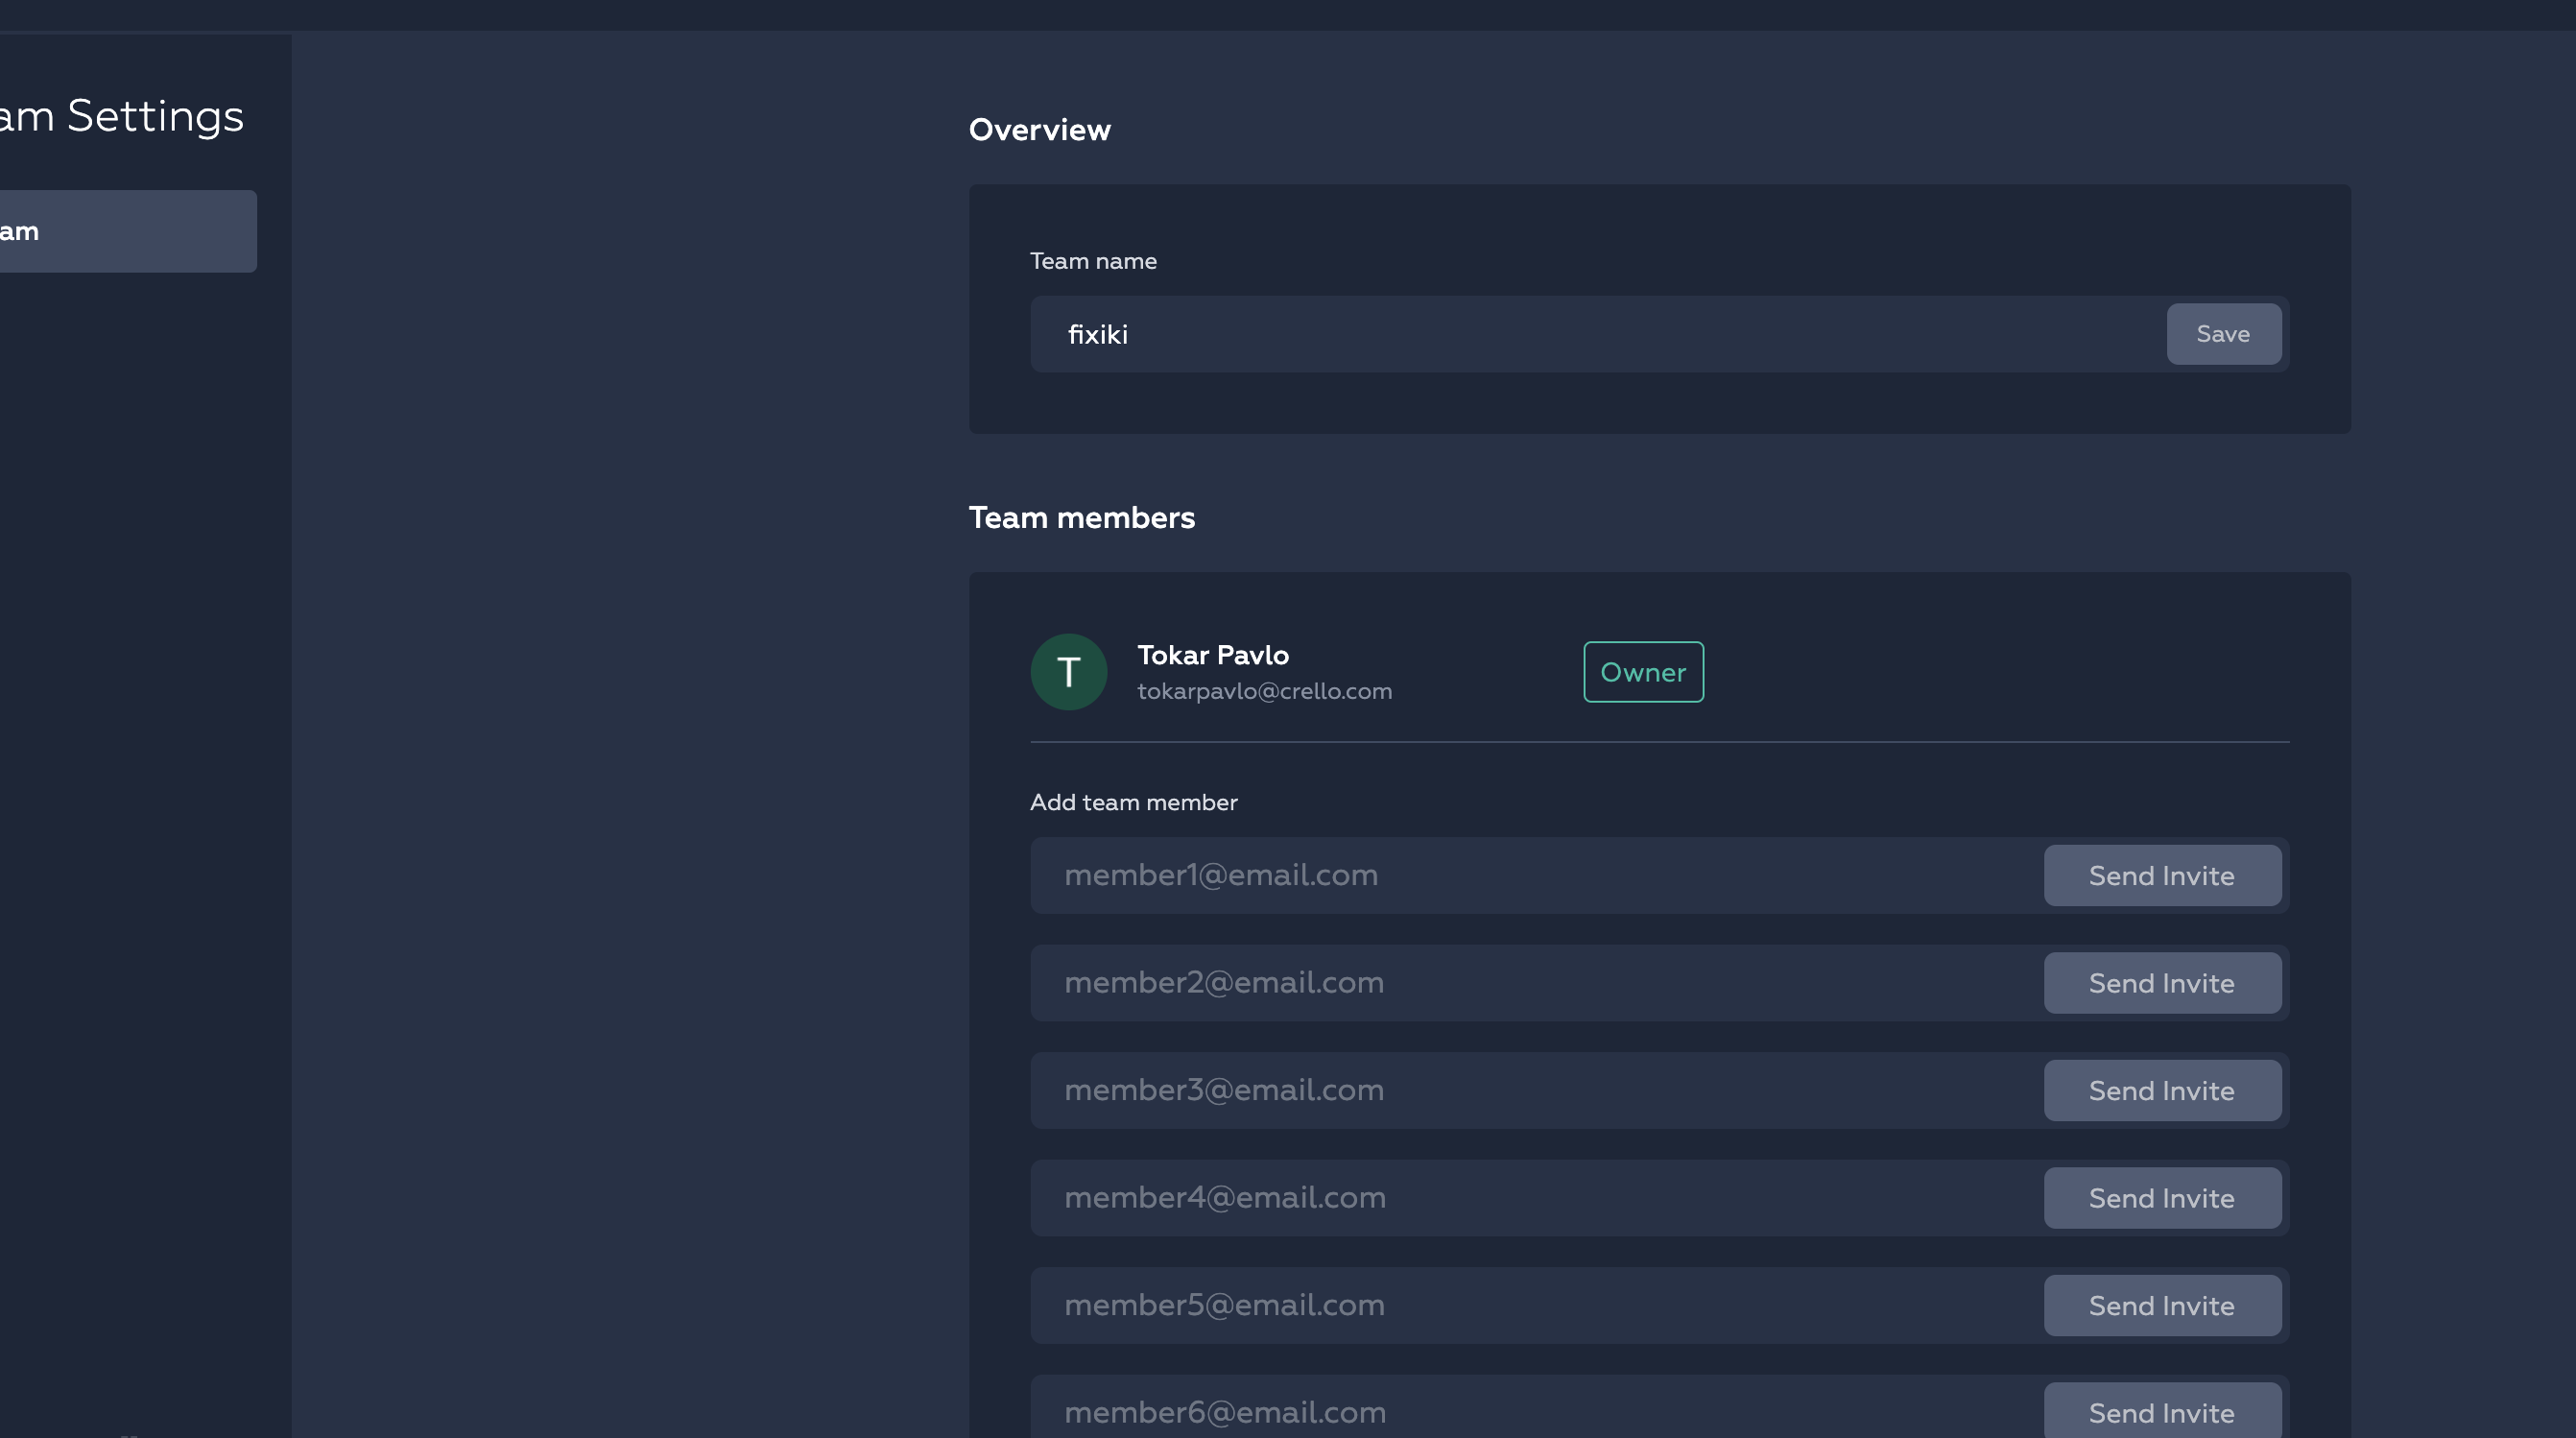 am Settings
am
Overview
Team name
fixiki
Save
Team members
T
Tokar Pavlo
tokarpavlo@crello.com
Owner
Add team member
member1@email.com
Send Invite
member2@email.com
Send Invite
member3@email.com
Send Invite
member4@email.com
Send Invite
member5@email.com
Send Invite
member6@email.com
Send Invite